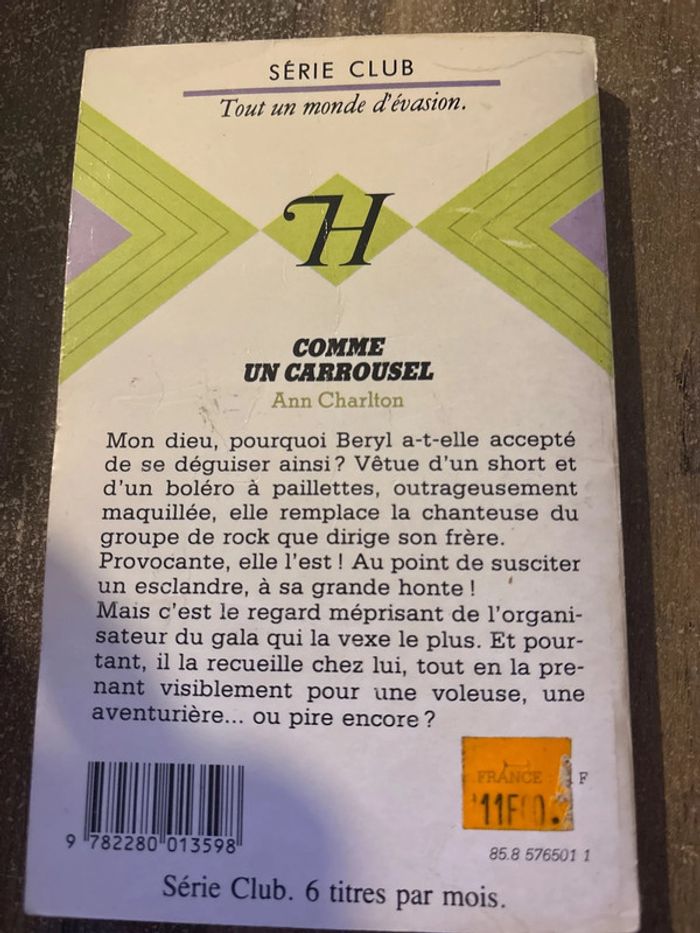 SÉRIE CLUB
Tout un monde d'évasion.
H
COMME
UN CARROUSEL
Ann Charlton
Mon dieu, pourquoi Beryl a-t-elle accepté
de se déguiser ainsi? Vêtue d'un short et
d'un boléro à paillettes, outrageusement
maquillée, elle remplace la chanteuse du
groupe de rock que dirige son frère.
Provocante, elle l'est! Au point de susciter
un esclandre, à sa grande honte!
Mais c'est le regard méprisant de l'organi-
sateur du gala qui la vexe le plus. Et pour-
tant, il la recueille chez lui, tout en la pre-
nant visiblement pour une voleuse, une
aventurière... ou pire encore?
FRANCE : F
11F
9 782280 013598
85.8 576501 1
Série Club. 6 titres par mois.